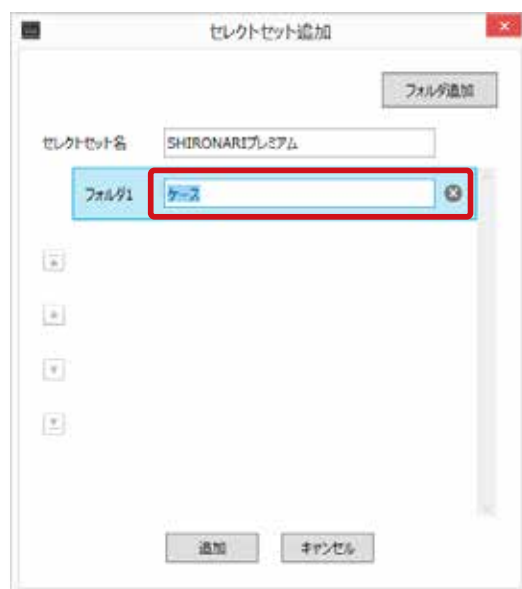 セレクトセット追加
フォルダ追加
セレクトセット名 SHIRONARIプレミアム
フォルダ1 ケース
追加 キャンセル